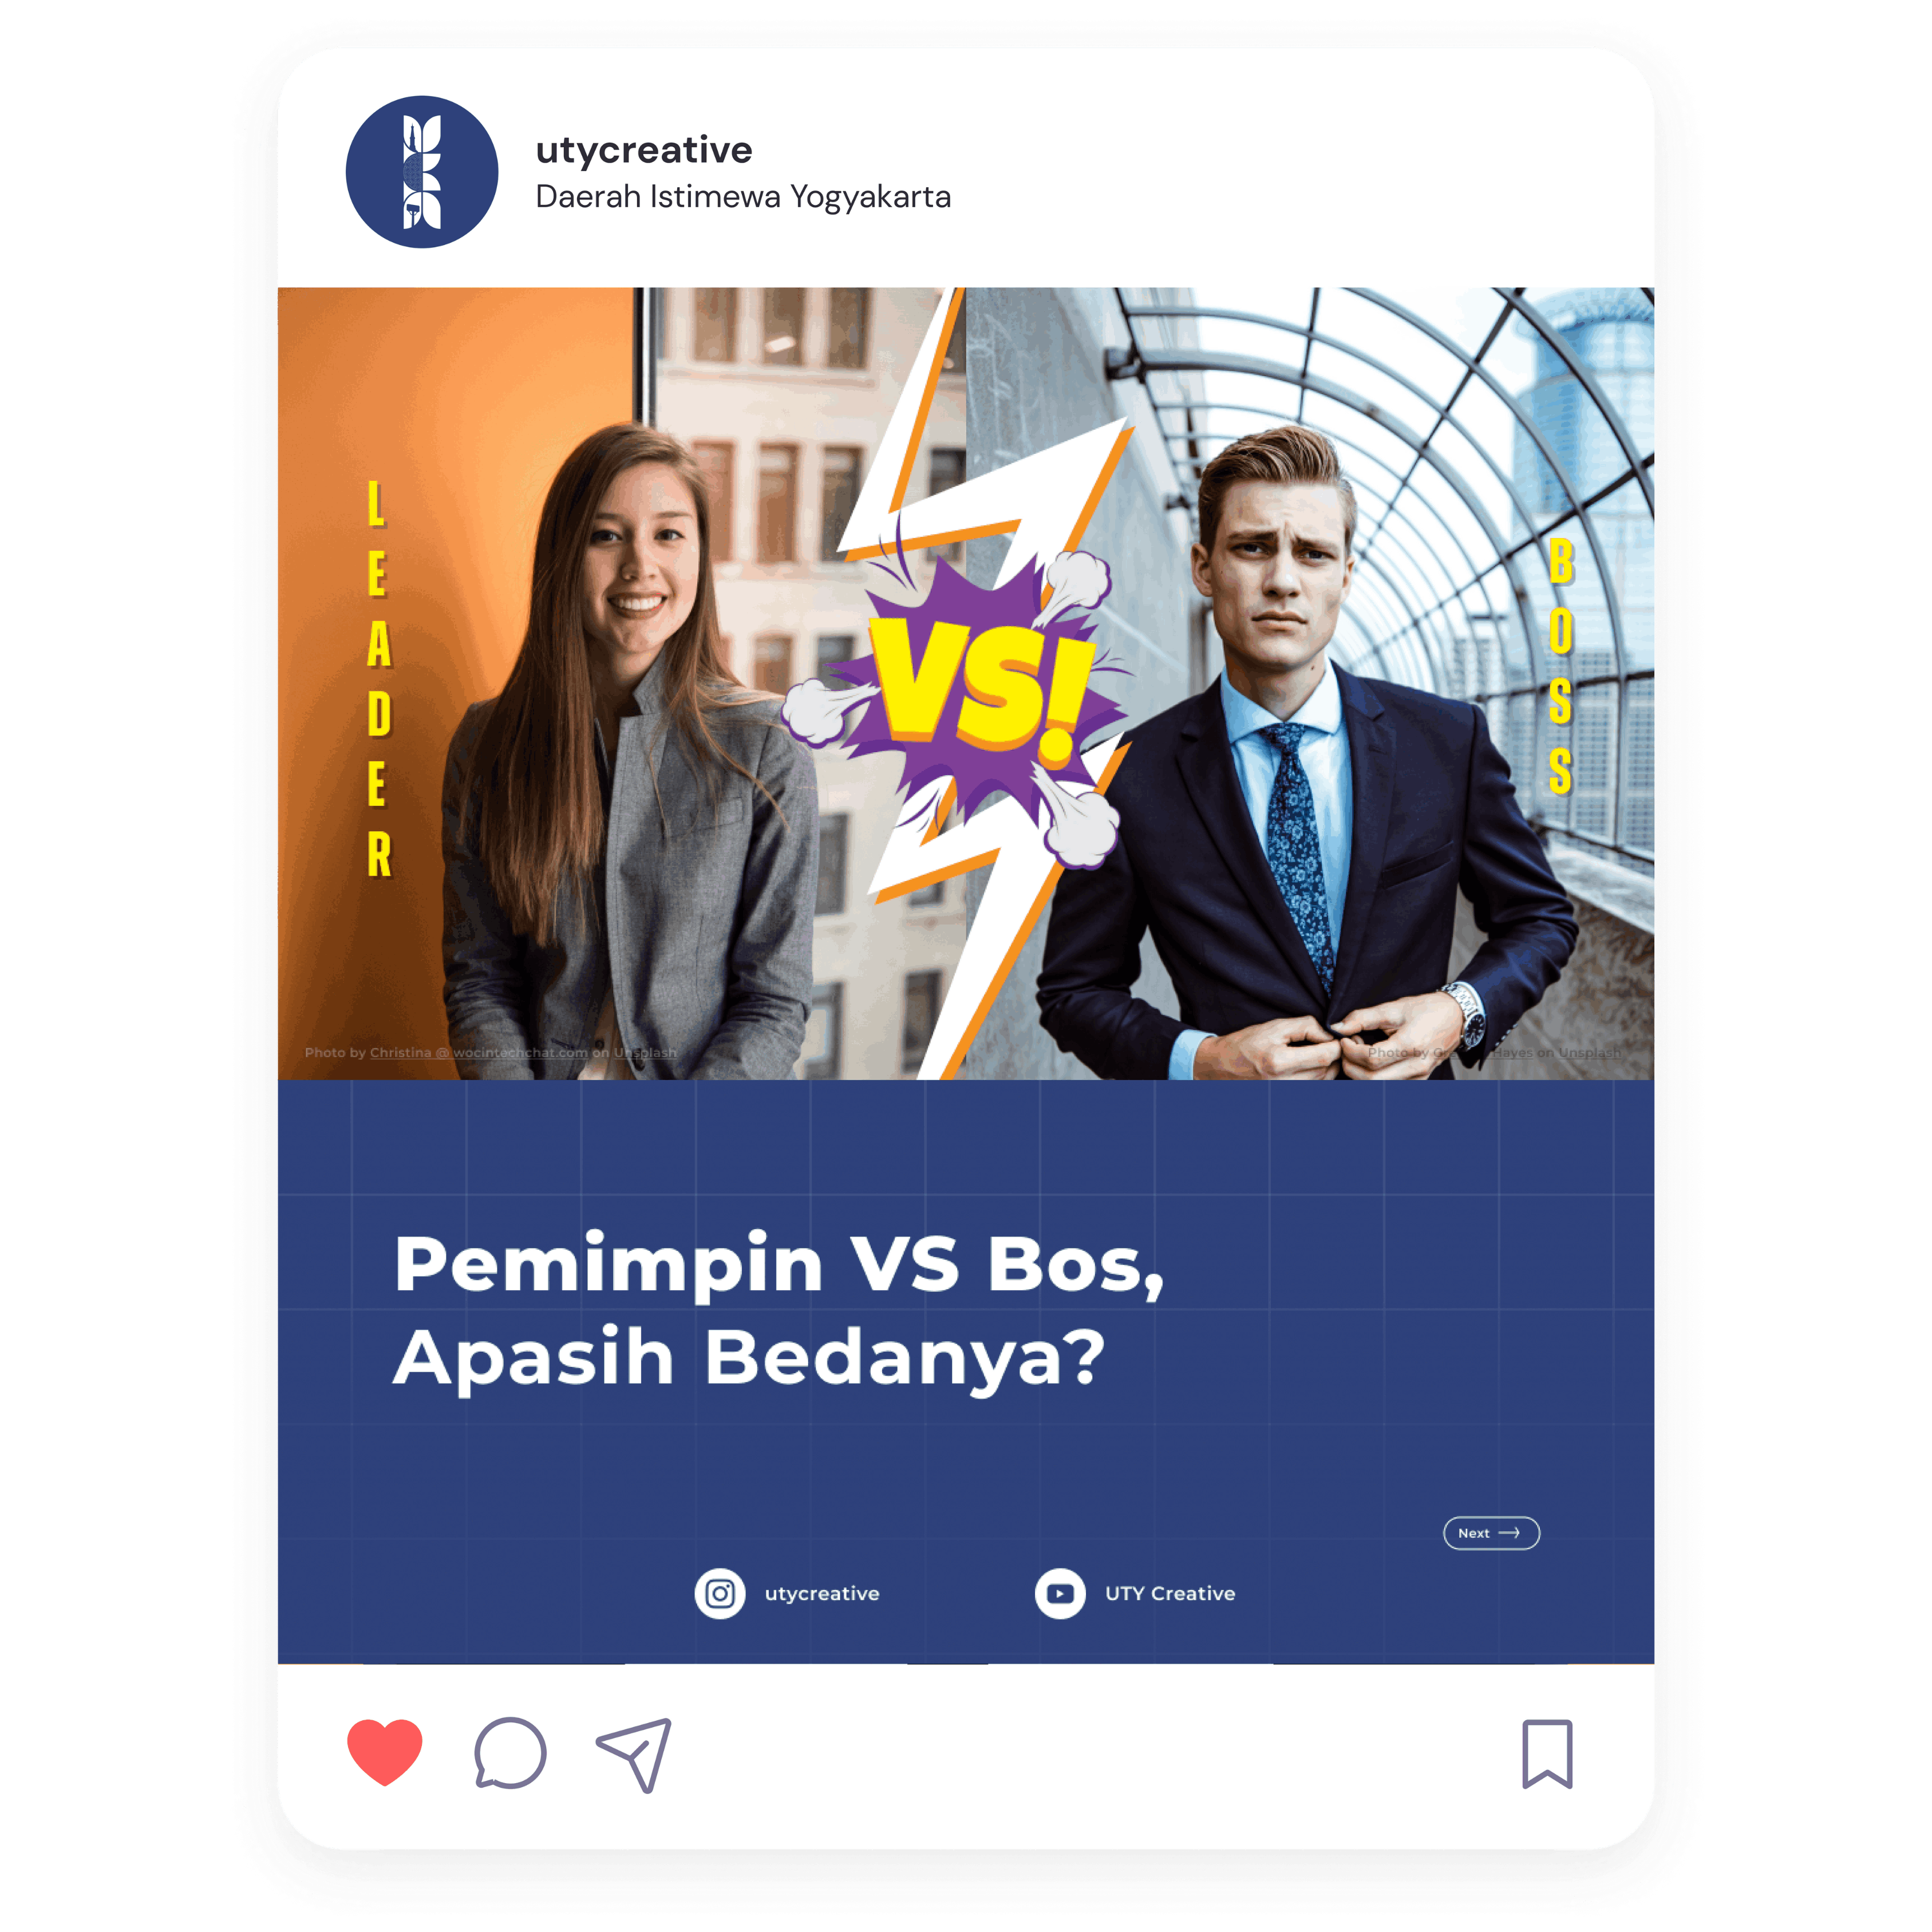 utycreative
Daerah Istimewa Yogyakarta
LEADER
VS!
BOSS
Photo by Christina @ wocintechchat.com on Unsplash
Photo by Hayes on Unsplash
Pemimpin VS Bos,
Apasih Bedanya?
Next
utycreative
UTY Creative